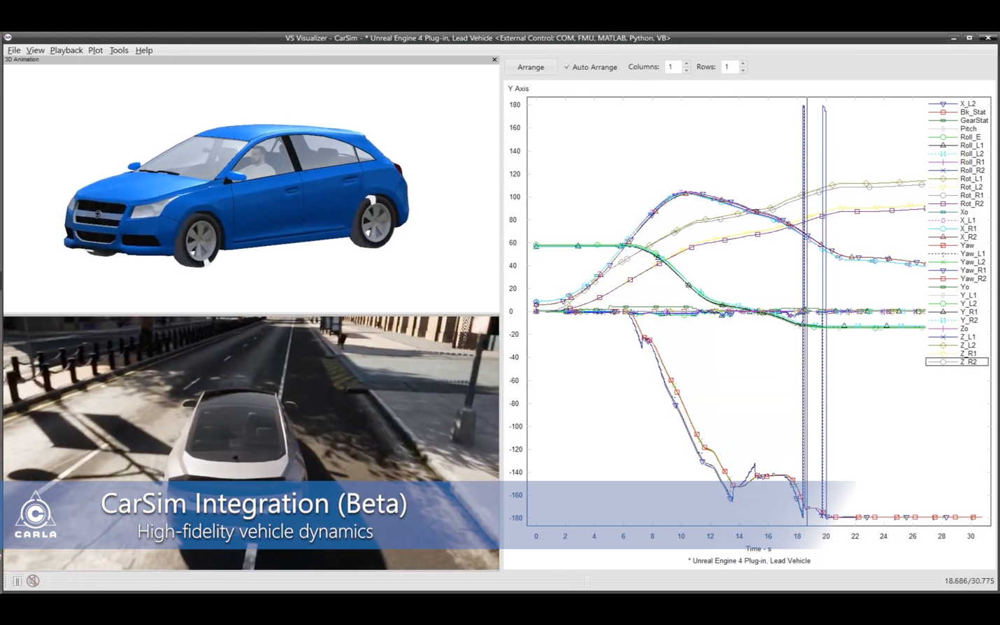 VS Visualizer - CarSim - * Unreal Engine 4 Plug-in, Lead Vehicle <External Control: COM, FMU, MATLAB, Python, VB>
File View Playback Plot Tools Help
3D Animation
Arrange Auto Arrange Columns: 1 Rows: 1
Y Axis
180
160
140
120
100
80
60
40
20
0
-20
-40
-60
-80
-100
-120
-140
-160
-180
0 2 4 6 8 10 12 14 16 18 20 22 24 26 28 30
Time - s
* Unreal Engine 4 Plug-in, Lead Vehicle
X_L2
Bk_Stat
GearStat
Pitch
Roll_E
Roll_L1
Roll_L2
Roll_R1
Roll_R2
Rot_L1
Rot_L2
Rot_R1
Rot_R2
Xo
X_L1
X_R1
X_R2
Yaw
Yaw_L1
Yaw_L2
Yaw_R1
Yaw_R2
Yo
Y_L1
Y_L2
Y_R1
Y_R2
Zo
Z_L1
Z_L2
Z_R1
Z_R2
CARLA
CarSim Integration (Beta)
High-fidelity vehicle dynamics
18.686/30.775